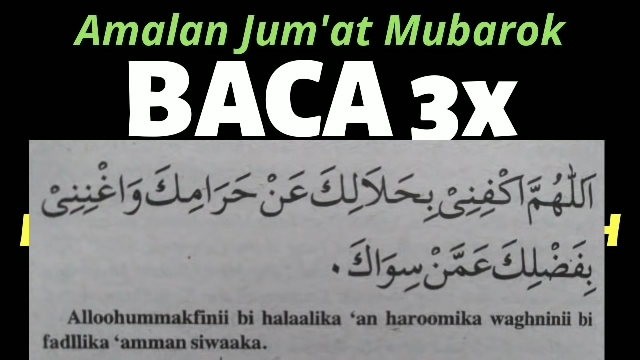 Amalan Jum'at Mubarok
BACA 3x
اَللّٰهُمَّ اكْفِنِيْ بِحَلَالِكَ عَنْ حَرَامِكَ وَاغْنِنِيْ
بِفَضْلِكَ عَمَّنْ سِوَاكَ .
Alloohummakfinii bi halaalika ‘an haroomika waghninii bi
fadllika ‘amman siwaaka.